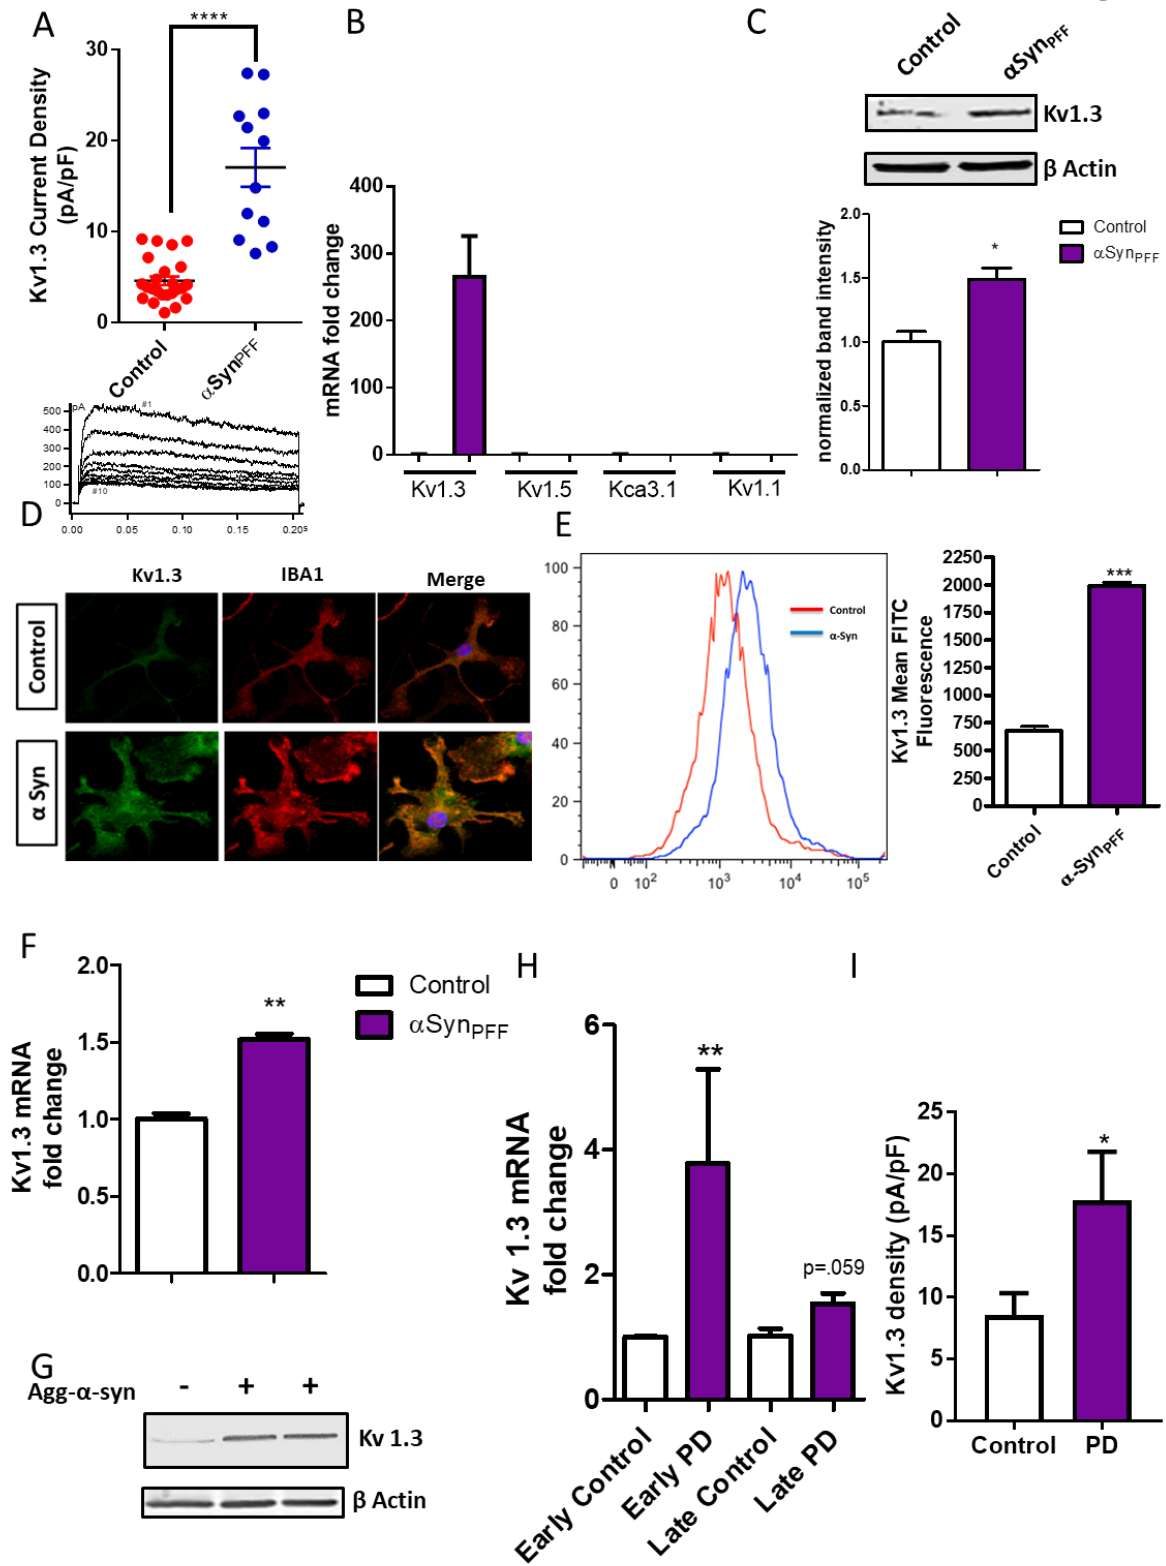 A
****
Kv1.3 Current Density
(pA/pF)
30
20
10
0
Control
αSynPFF
pA
#1
500
400
300
200
100
0
#10
0.00
0.05
0.10
0.15
0.20s
B
mRNA fold change
400
300
200
100
0
Kv1.3
Kv1.5
Kca3.1
Kv1.1
C
Control
αSynPFF
Kv1.3
β Actin
normalized band intensity
2.0
1.5
1.0
0.5
0.0
*
Control
αSynPFF
D
Kv1.3
IBA1
Merge
Control
α Syn
E
100
80
60
40
20
0
0
10²
10³
10⁴
10⁵
Control
α-Syn
Kv1.3 Mean FITC
Fluorescence
2250
2000
1750
1500
1250
1000
750
500
250
0
***
Control
α-SynPFF
F
Kv1.3 mRNA
fold change
2.0
1.5
1.0
0.5
0.0
**
Control
αSynPFF
G
Agg-α-syn
-
+
+
Kv 1.3
β Actin
H
Kv 1.3 mRNA
fold change
6
4
2
0
**
p=.059
Early Control
Early PD
Late Control
Late PD
I
Kv1.3 density (pA/pF)
25
20
15
10
5
0
*
Control
PD